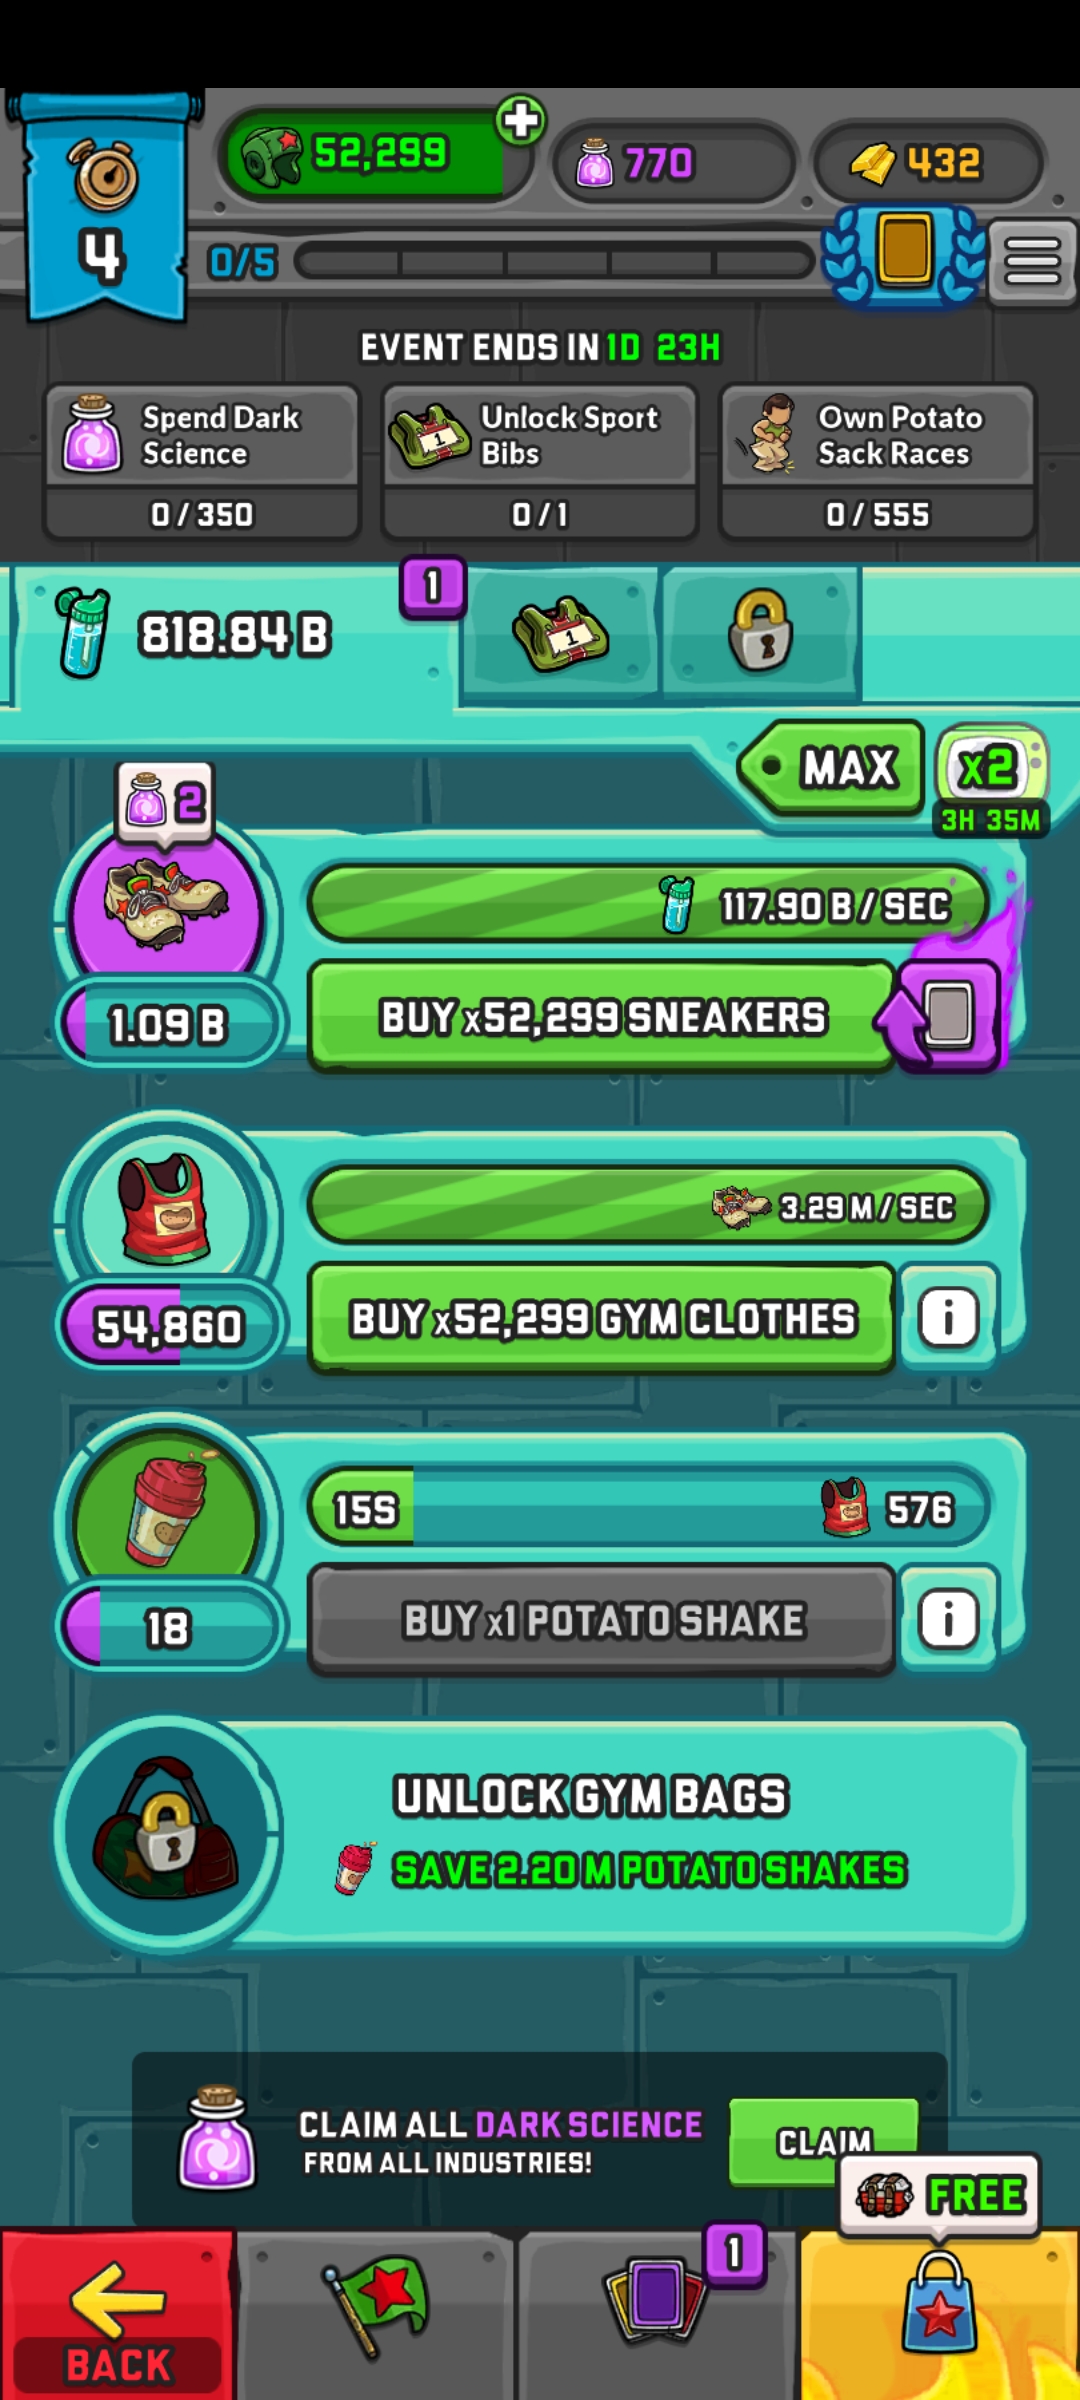 52,299
770
432
4
0/5
EVENT ENDS IN 1D 23H
Spend Dark
Science
0 / 350
Unlock Sport
Bibs
0 / 1
Own Potato
Sack Races
0 / 555
818.84 B
1
1
MAX
x2
3H 35M
2
117.90 B / SEC
1.09 B
BUY x52,299 SNEAKERS
3.29 M / SEC
54,860
BUY x52,299 GYM CLOTHES
i
15S
576
18
BUY x1 POTATO SHAKE
i
UNLOCK GYM BAGS
SAVE 2.20 M POTATO SHAKES
CLAIM ALL DARK SCIENCE
FROM ALL INDUSTRIES!
CLAIM
FREE
BACK
1